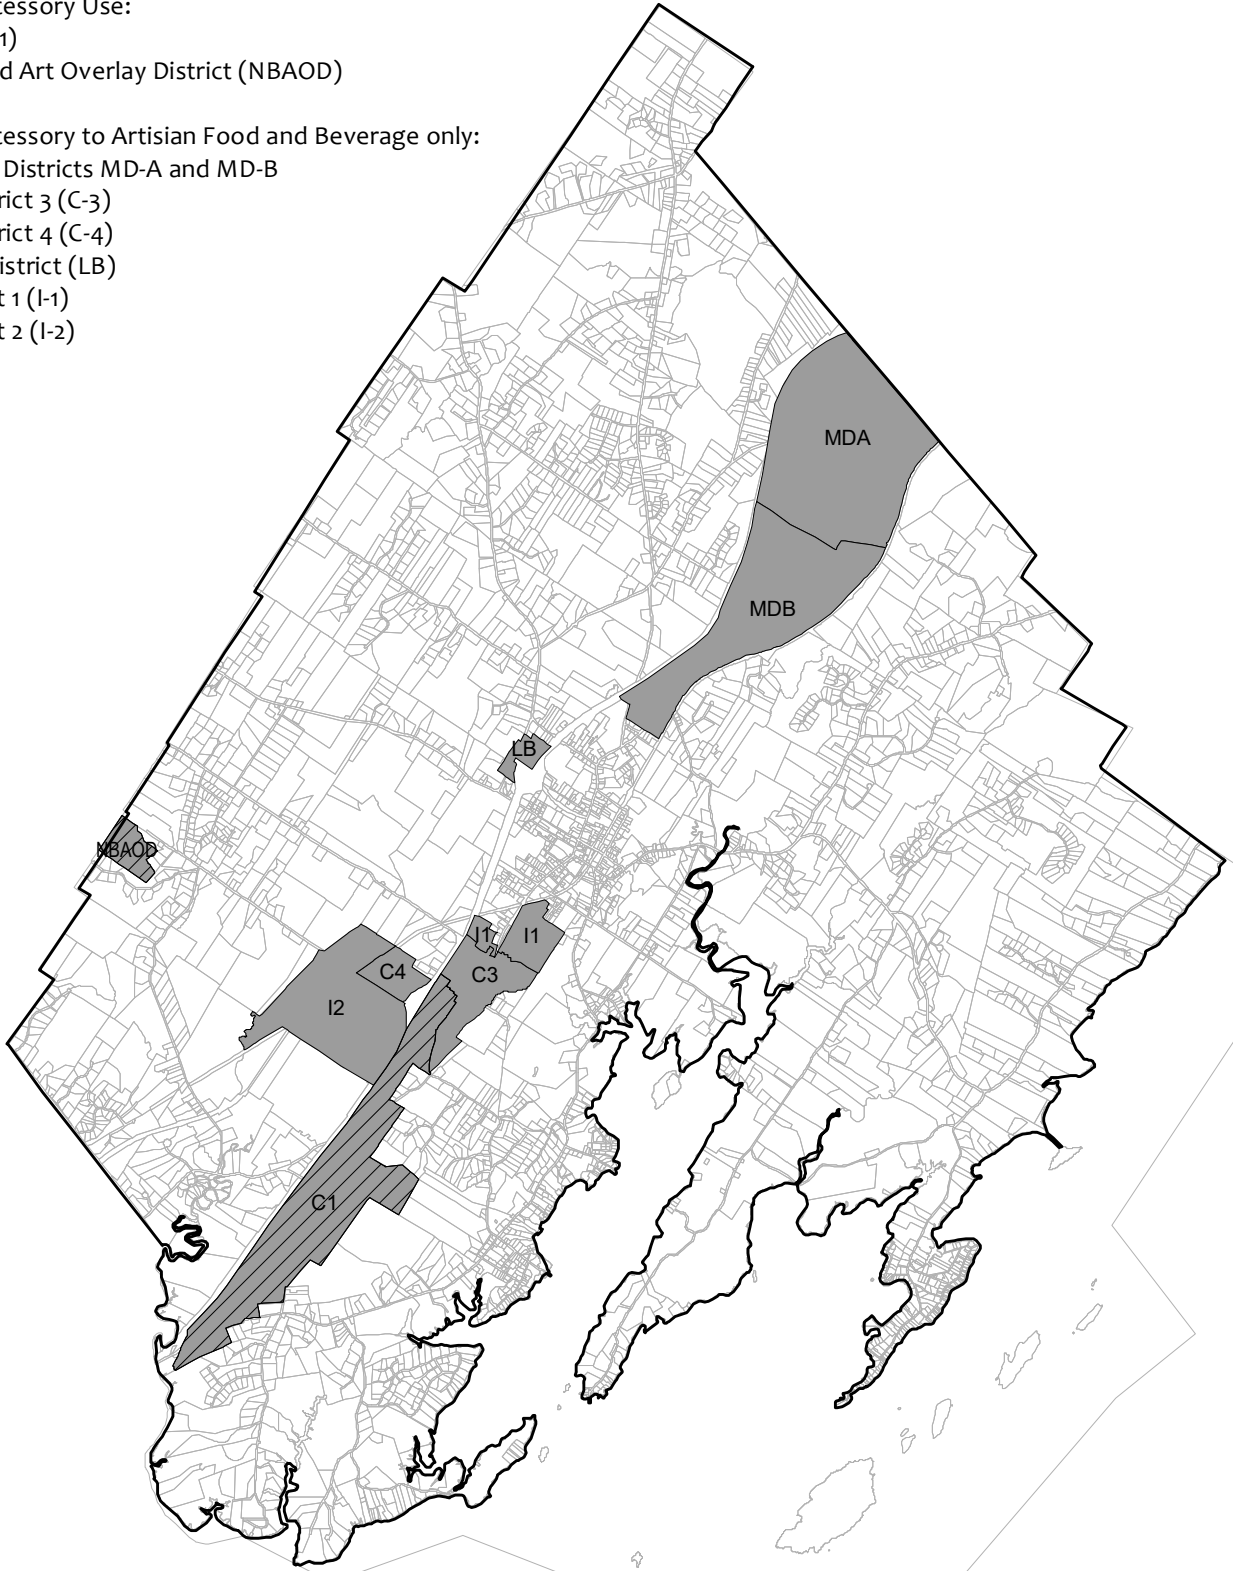 cessory Use:
1)
d Art Overlay District (NBAOD)
cessory to Artisian Food and Beverage only:
Districts MD-A and MD-B
rict 3 (C-3)
rict 4 (C-4)
istrict (LB)
t 1 (I-1)
t 2 (I-2)
MDA
MDB
LB
NBAOD
I1
I1
C4
C3
I2
C1